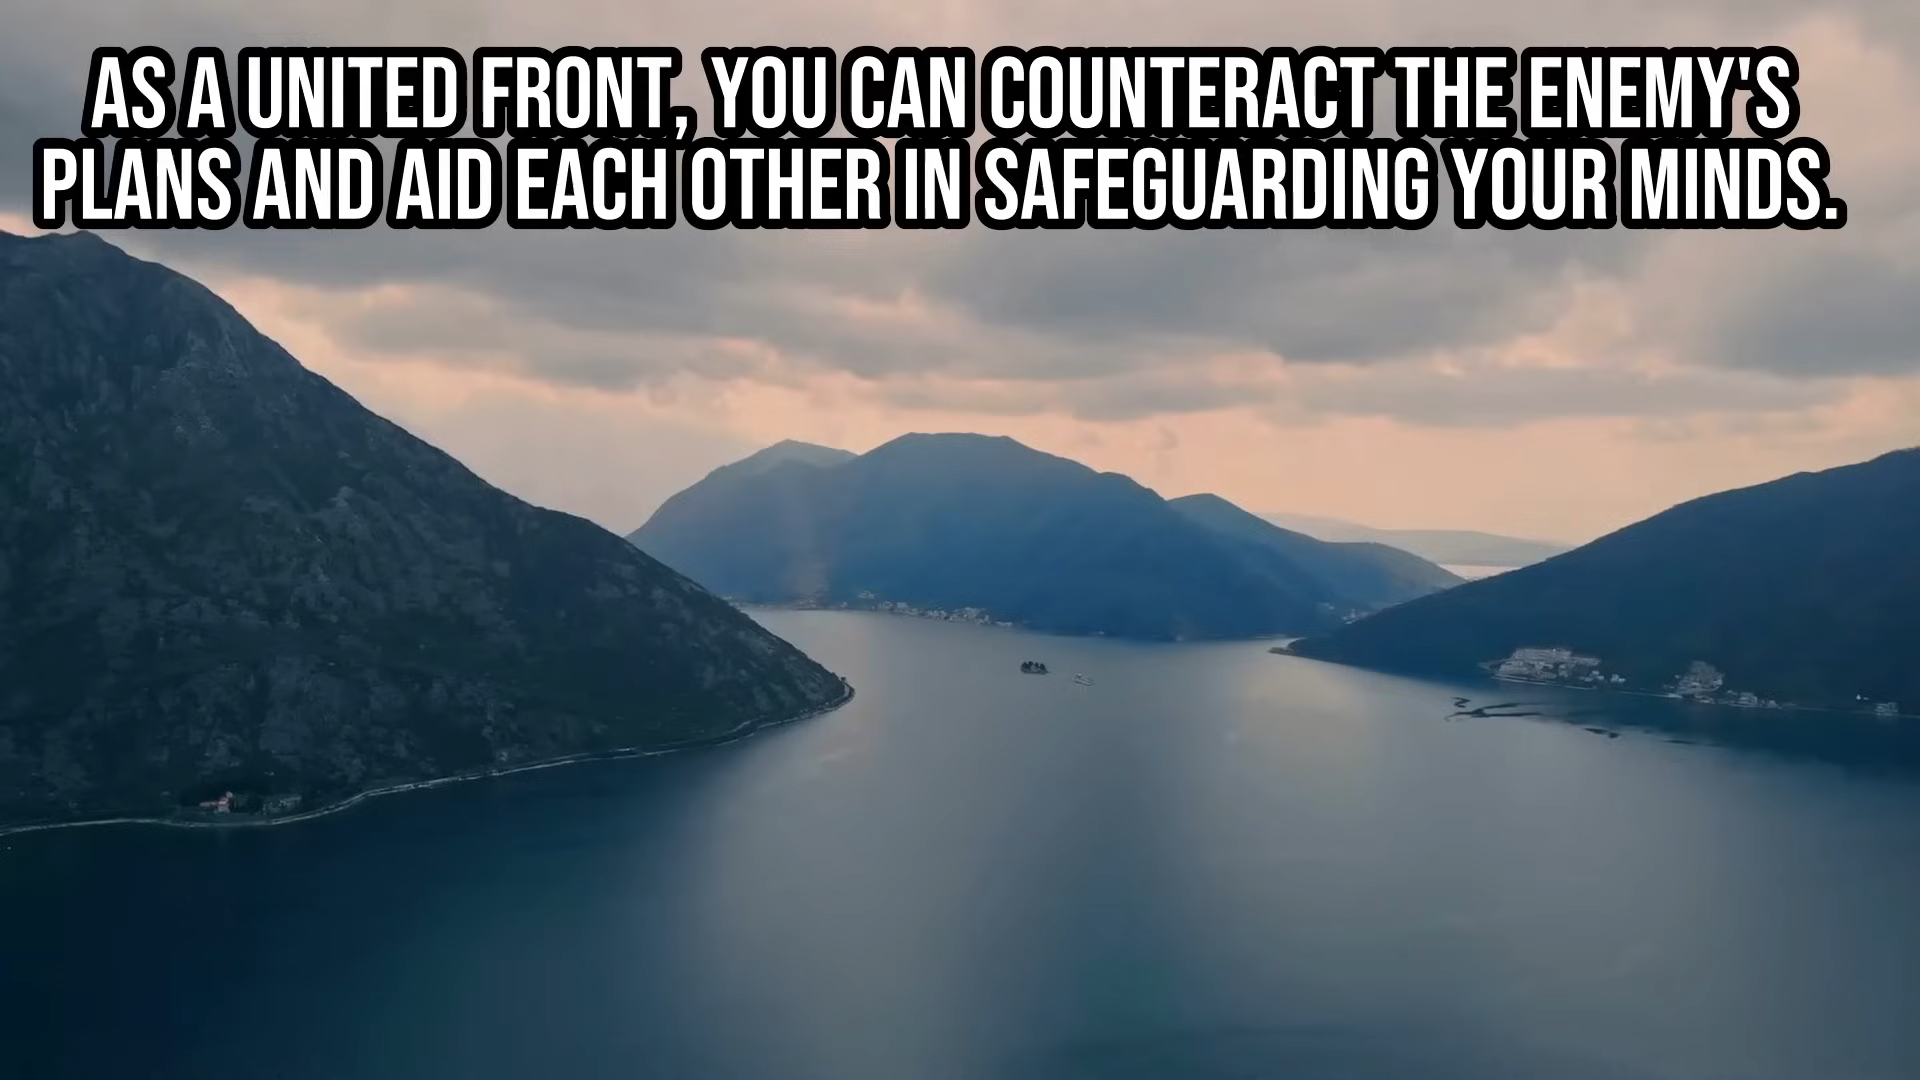 AS A UNITED FRONT, YOU CAN COUNTERACT THE ENEMY'S
PLANS AND AID EACH OTHER IN SAFEGUARDING YOUR MINDS.